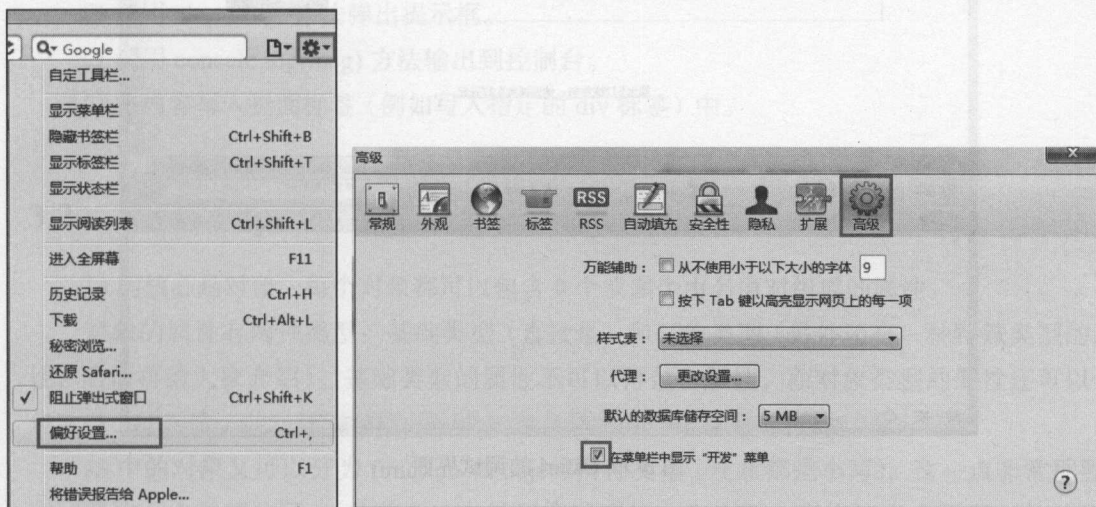 Google
自定工具栏...
显示菜单栏
隐藏书签栏 Ctrl+Shift+B
显示标签栏 Ctrl+Shift+T
显示状态栏
显示阅读列表 Ctrl+Shift+L
进入全屏幕 F11
历史记录 Ctrl+H
下载 Ctrl+Alt+L
秘密浏览...
还原 Safari...
✓ 阻止弹出式窗口 Ctrl+Shift+K
偏好设置... Ctrl+,
帮助 F1
将错误报告给 Apple...
高级
常规 外观 书签 标签 RSS 自动填充 安全性 隐私 扩展 高级
RSS
万能辅助： 从不使用小于以下大小的字体 9
按下 Tab 键以高亮显示网页上的每一项
样式表： 未选择
代理： 更改设置...
默认的数据库储存空间： 5 MB
在菜单栏中显示“开发”菜单
?